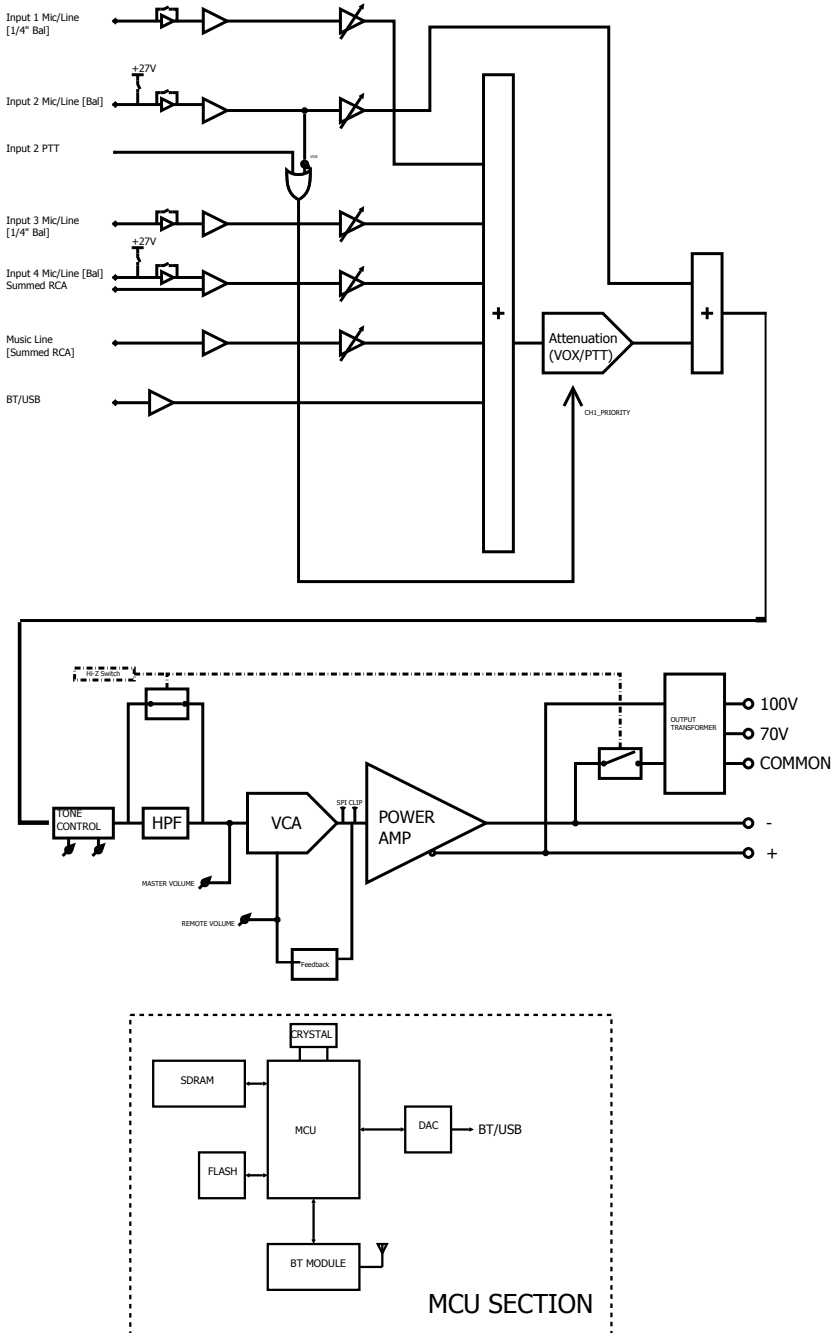 Input 1 Mic/Line
[1/4" Bal]
+27V
Input 2 Mic/Line [Bal]
Input 2 PTT
VOX
Input 3 Mic/Line
[1/4" Bal]
+27V
Input 4 Mic/Line [Bal]
Summed RCA
Music Line
[Summed RCA]
BT/USB
+
Attenuation
(VOX/PTT)
CH1_PRIORITY
+
Hi-Z Switch
OUTPUT
TRANSFORMER
100V
70V
COMMON
TONE
CONTROL
HPF
VCA
SPI CLIP
POWER
AMP
-
+
MASTER VOLUME
REMOTE VOLUME
Feedback
CRYSTAL
SDRAM
MCU
DAC
BT/USB
FLASH
BT MODULE
MCU SECTION